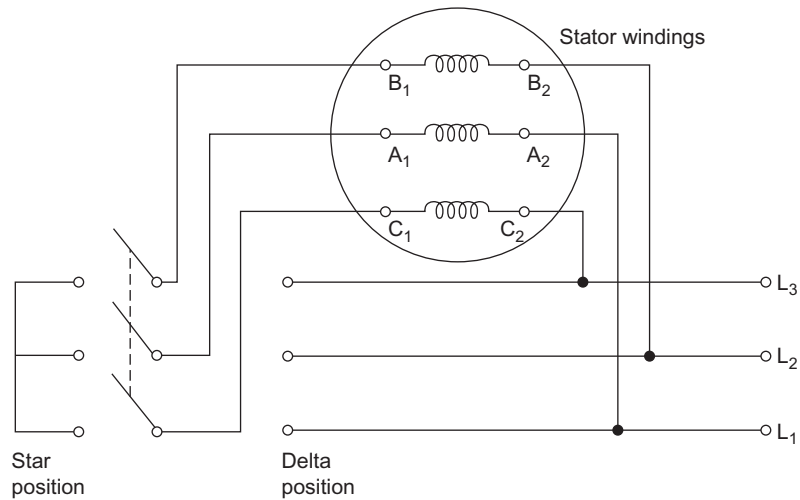 Stator windings
B₁ B₂
A₁ A₂
C₁ C₂
L₃
L₂
L₁
Star
position
Delta
position